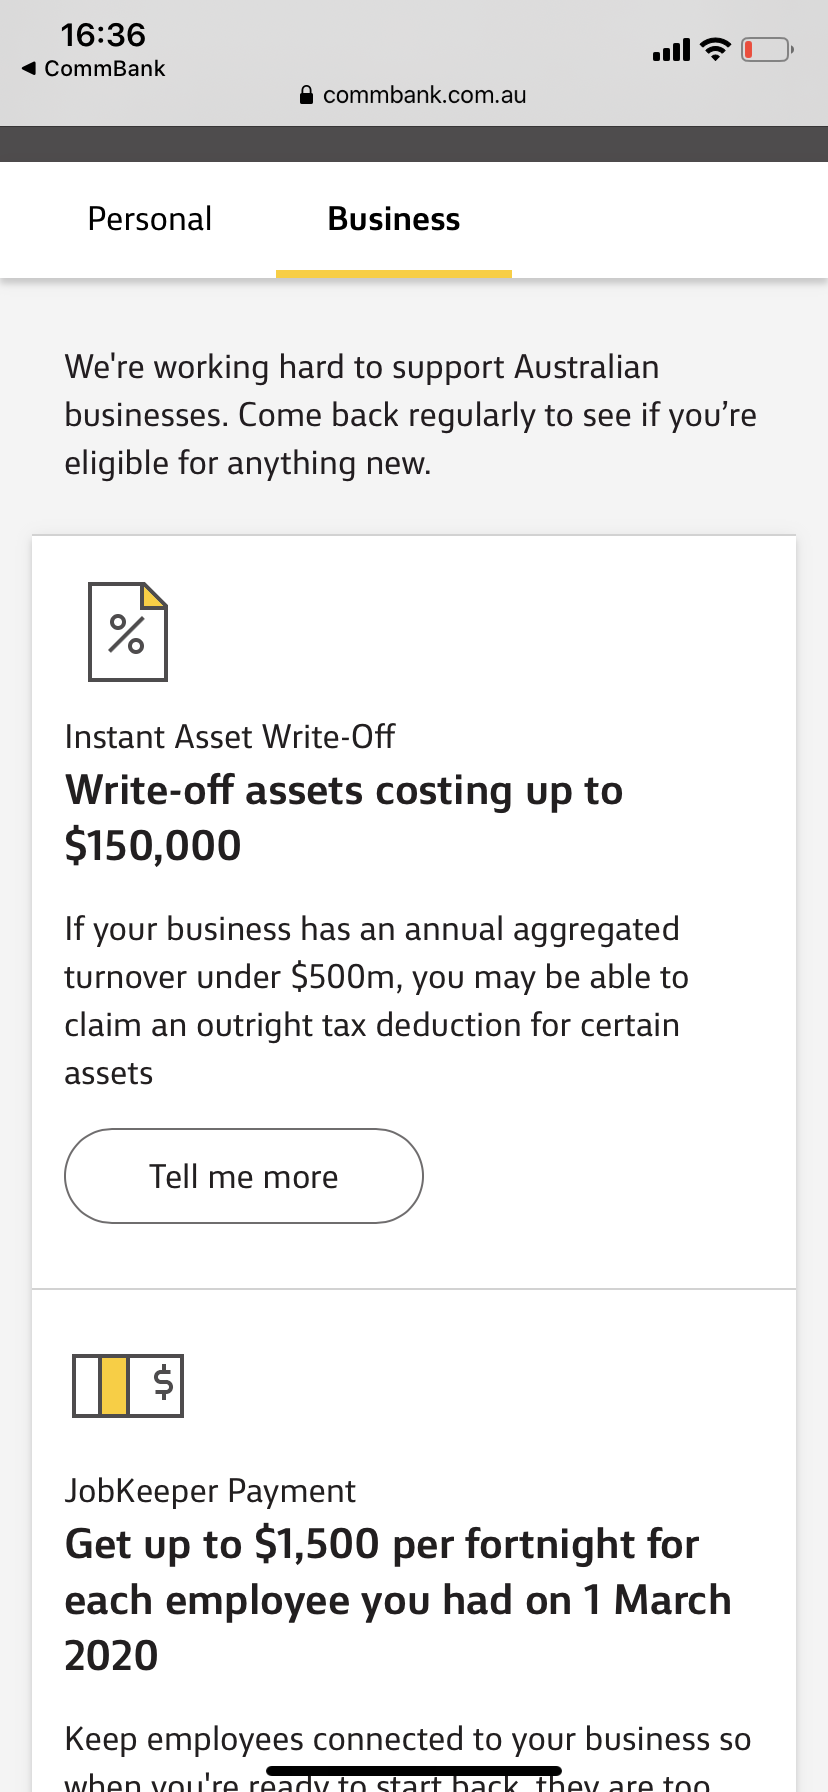 16:36
◀ CommBank
commbank.com.au
Personal Business
We're working hard to support Australian
businesses. Come back regularly to see if you’re
eligible for anything new.
%
Instant Asset Write-Off
Write-off assets costing up to
$150,000
If your business has an annual aggregated
turnover under $500m, you may be able to
claim an outright tax deduction for certain
assets
Tell me more
$
JobKeeper Payment
Get up to $1,500 per fortnight for
each employee you had on 1 March
2020
Keep employees connected to your business so
when you're ready to start back, they are too